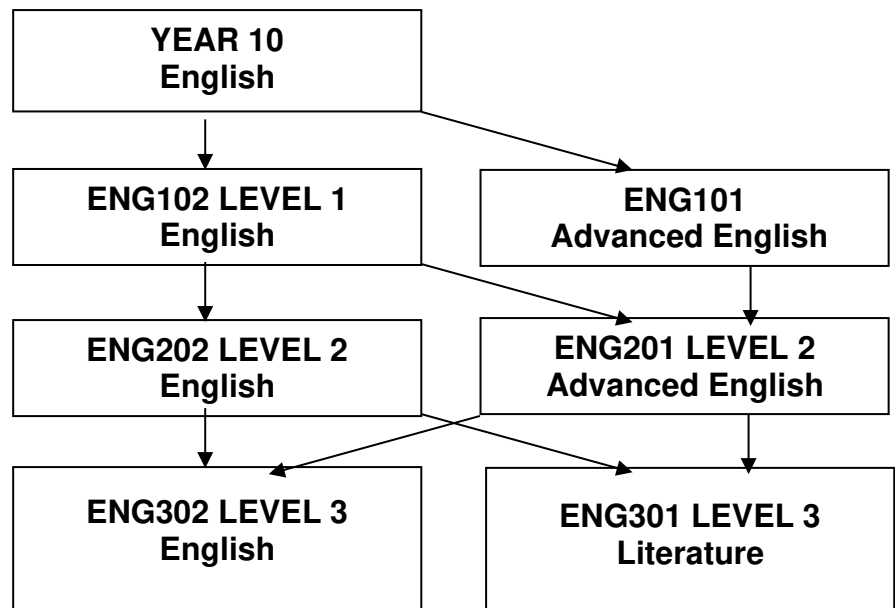 YEAR 10
English
ENG102 LEVEL 1
English
ENG101
Advanced English
ENG202 LEVEL 2
English
ENG201 LEVEL 2
Advanced English
ENG302 LEVEL 3
English
ENG301 LEVEL 3
Literature